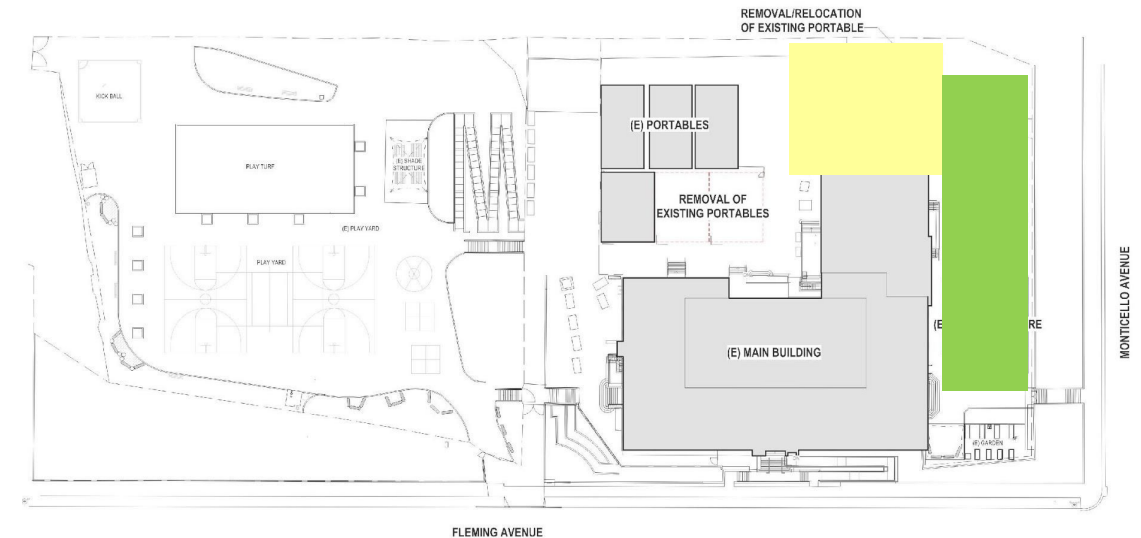 REMOVAL/RELOCATION
OF EXISTING PORTABLE
KICK BALL
(E) PORTABLES
PLAY TURF
(E) SHADE
STRUCTURE
REMOVAL OF
EXISTING PORTABLES
(E) PLAY YARD
PLAY YARD
(E
RE
(E) MAIN BUILDING
MONTICELLO AVENUE
(E) GARDEN
FLEMING AVENUE